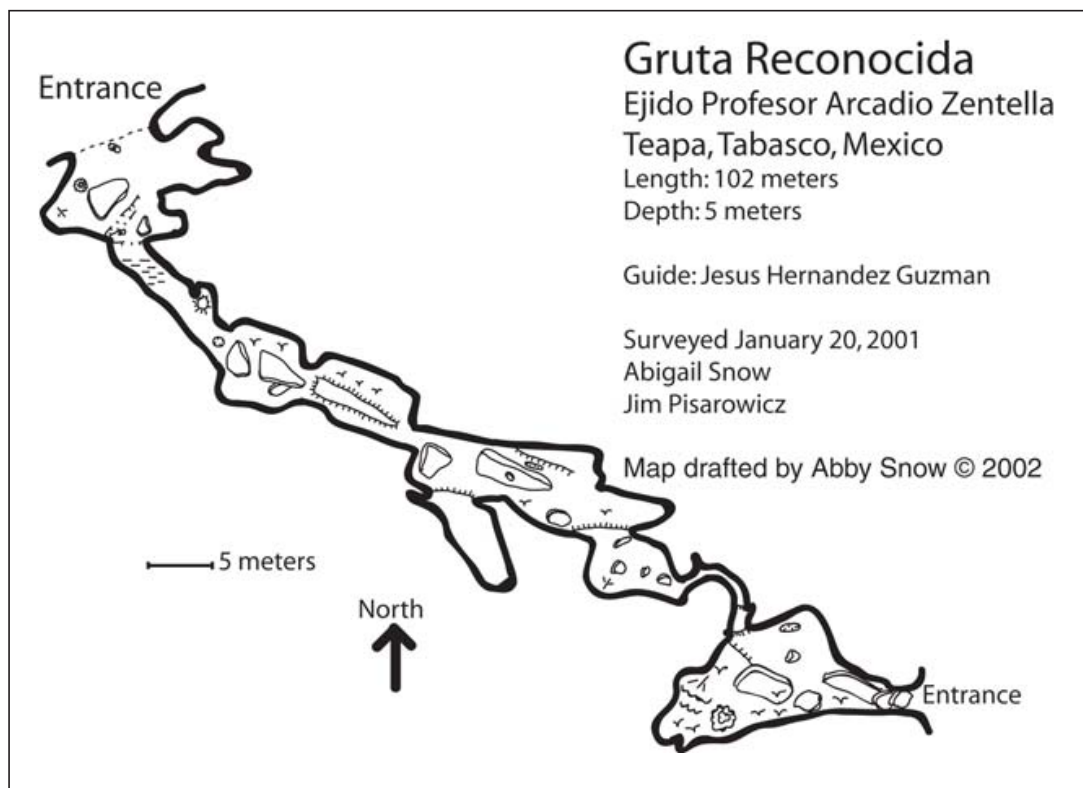 Entrance
Gruta Reconocida
Ejido Profesor Arcadio Zentella
Teapa, Tabasco, Mexico
Length: 102 meters
Depth: 5 meters
Guide: Jesus Hernandez Guzman
Surveyed January 20, 2001
Abigail Snow
Jim Pisarowicz
Map drafted by Abby Snow © 2002
5 meters
North
Entrance